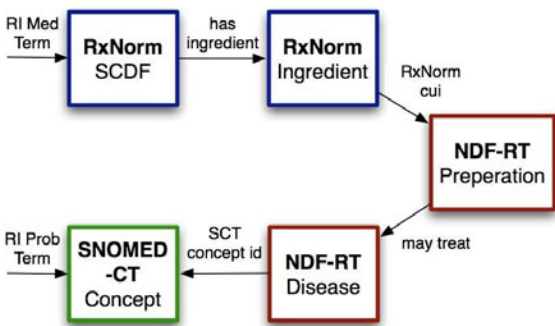 RI Med
Term
RxNorm
SCDF
has
ingredient
RxNorm
Ingredient
RxNorm
cui
NDF-RT
Preperation
may treat
NDF-RT
Disease
SCT
concept id
SNOMED
-CT
Concept
RI Prob
Term